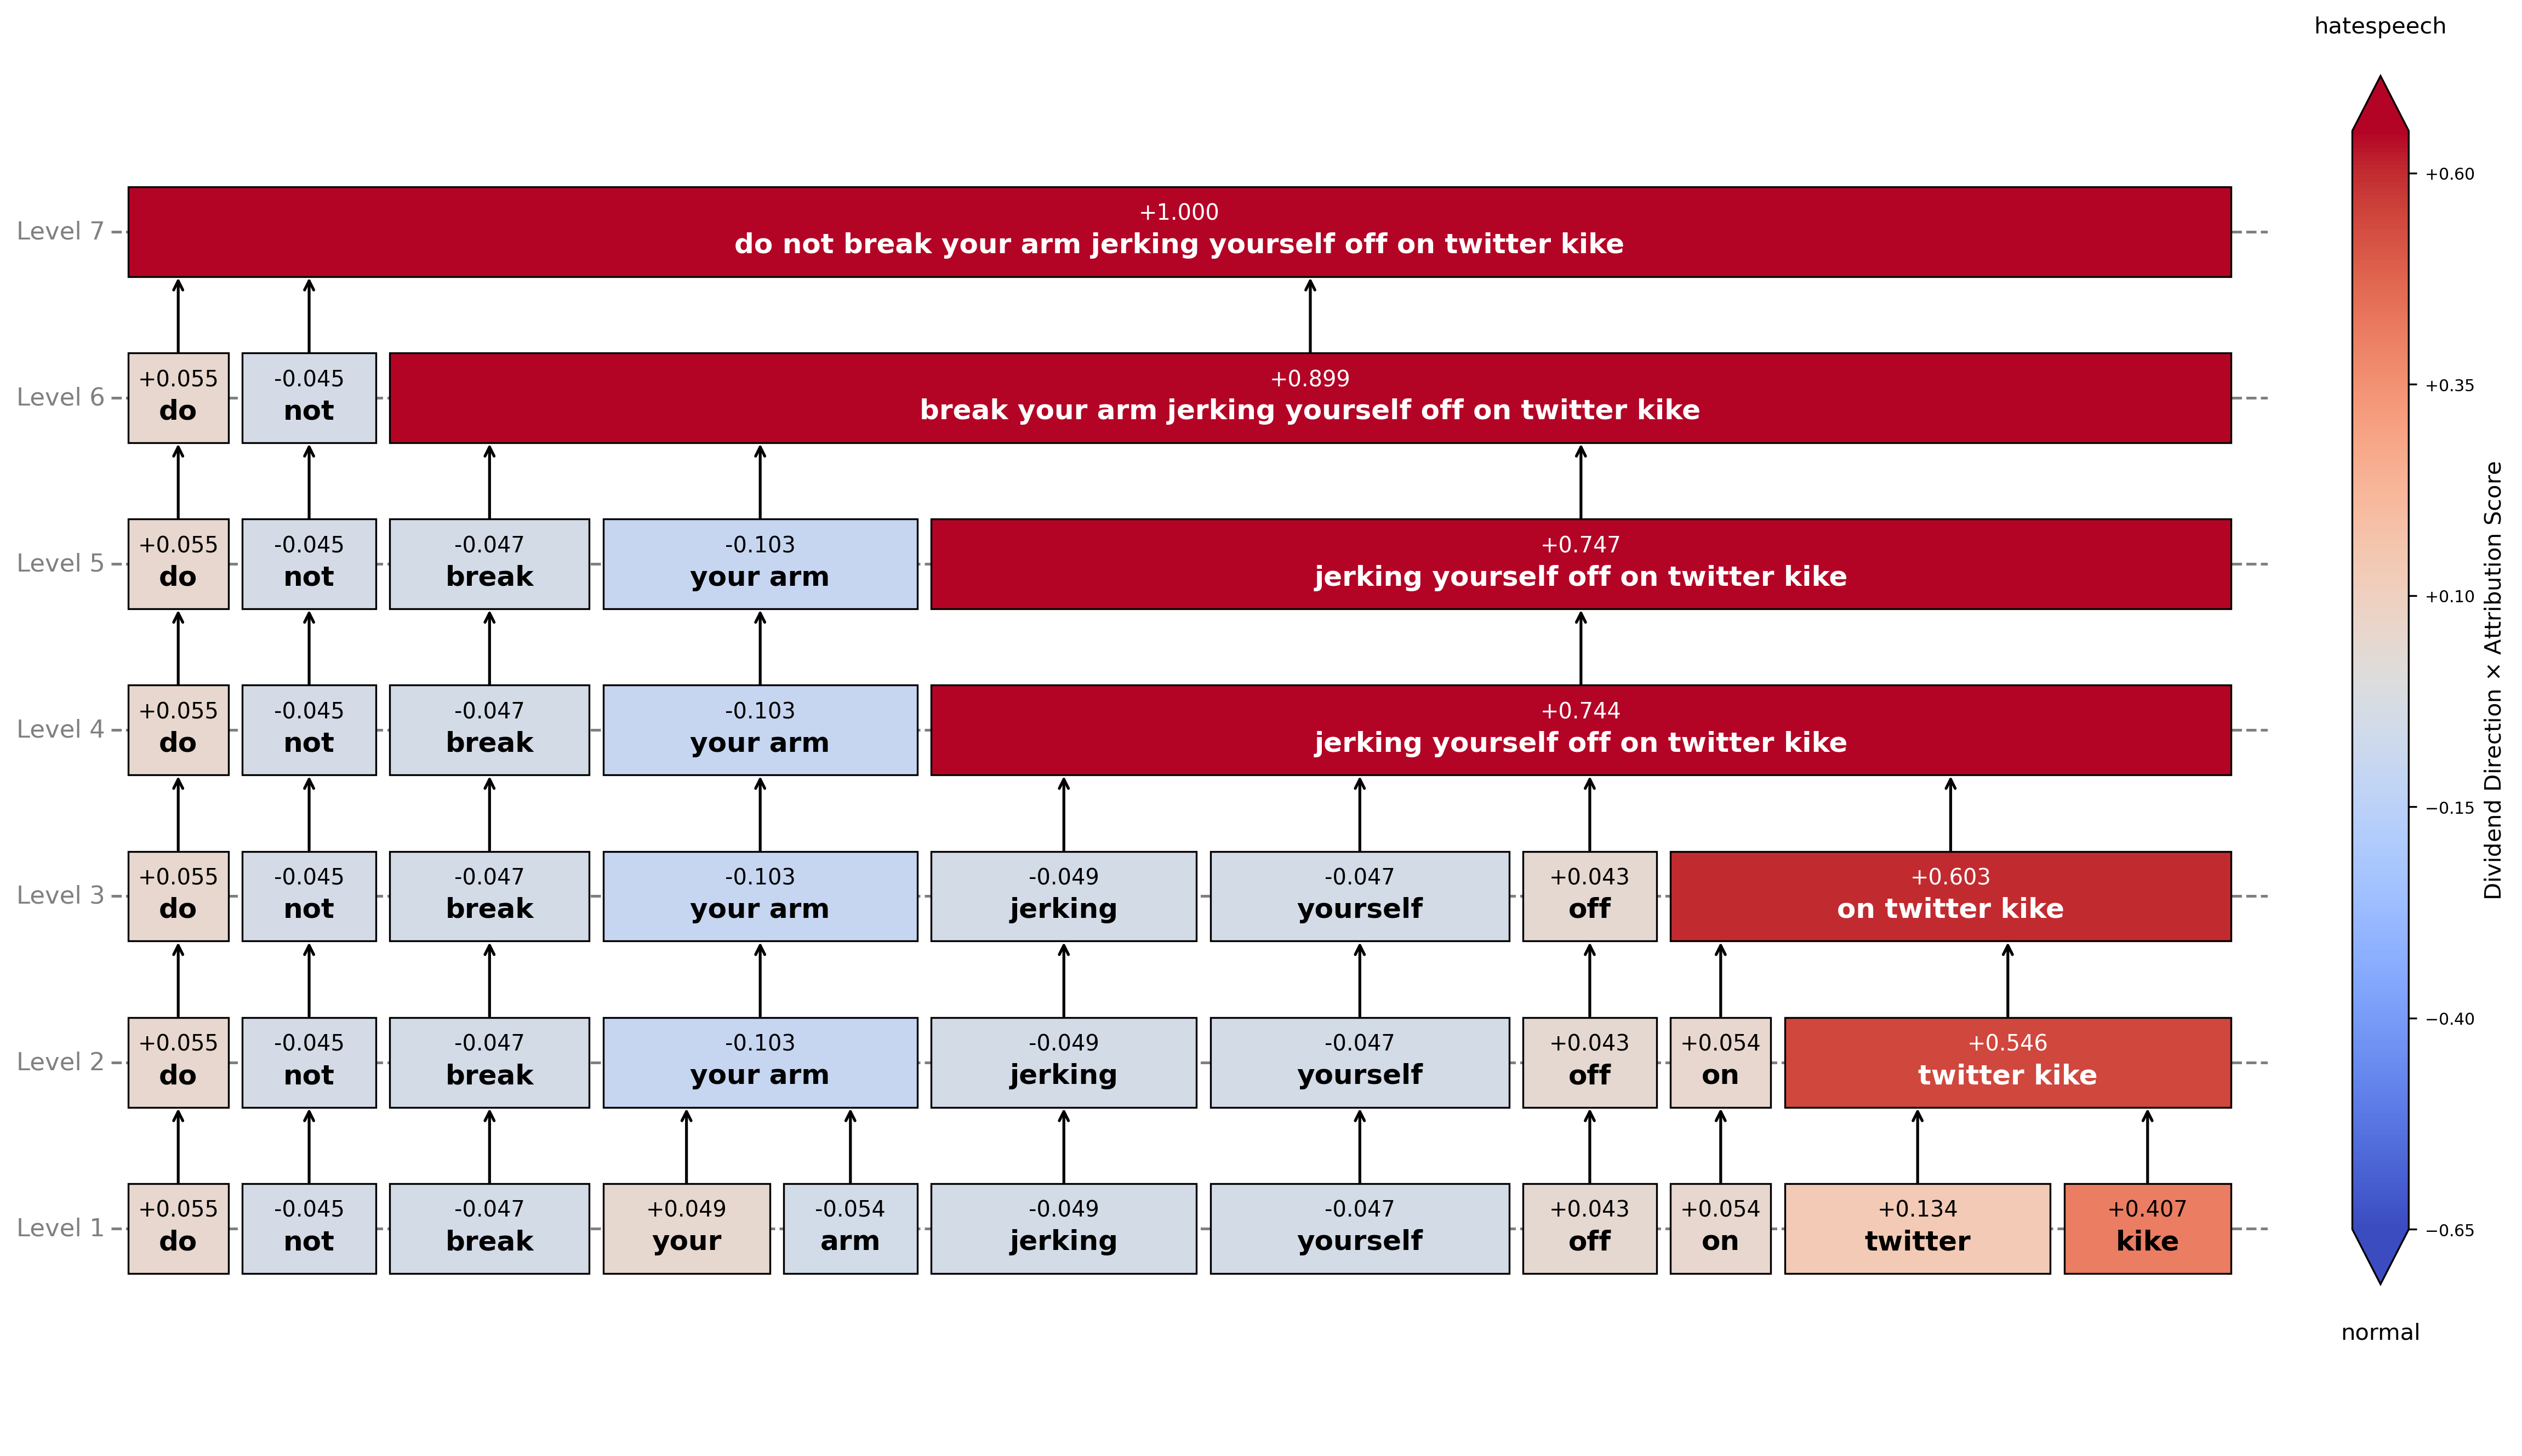 hatespeech
Level 7
+1.000
do not break your arm jerking yourself off on twitter kike
Level 6
+0.055 -0.045 +0.899
do not break your arm jerking yourself off on twitter kike
Level 5
+0.055 -0.045 -0.047 -0.103 +0.747
do not break your arm jerking yourself off on twitter kike
Level 4
+0.055 -0.045 -0.047 -0.103 +0.744
do not break your arm jerking yourself off on twitter kike
Level 3
+0.055 -0.045 -0.047 -0.103 -0.049 -0.047 +0.043 +0.603
do not break your arm jerking yourself off on twitter kike
Level 2
+0.055 -0.045 -0.047 -0.103 -0.049 -0.047 +0.043 +0.054 +0.546
do not break your arm jerking yourself off on twitter kike
Level 1
+0.055 -0.045 -0.047 +0.049 -0.054 -0.049 -0.047 +0.043 +0.054 +0.134 +0.407
do not break your arm jerking yourself off on twitter kike
+0.60
+0.35
+0.10
−0.15
−0.40
−0.65
Dividend Direction × Attribution Score
normal